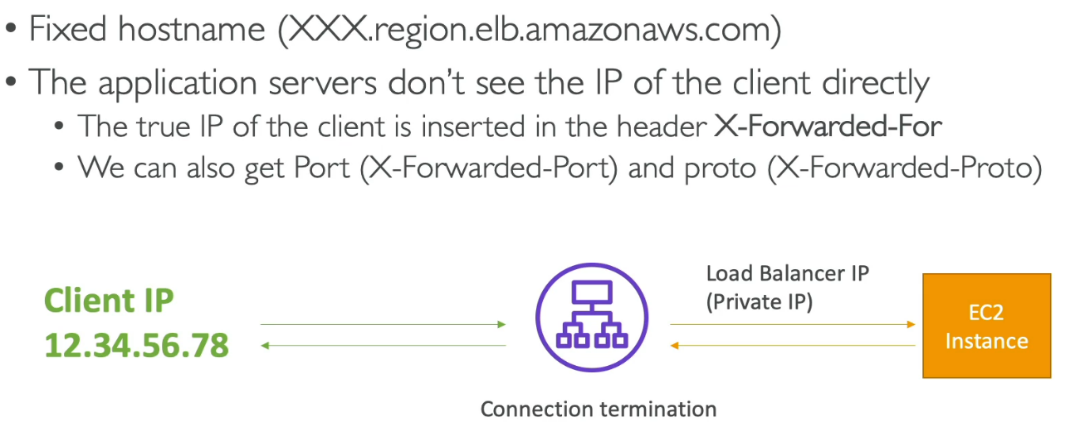 • Fixed hostname (XXX.region.elb.amazonaws.com)
• The application servers don't see the IP of the client directly
• The true IP of the client is inserted in the header X-Forwarded-For
• We can also get Port (X-Forwarded-Port) and proto (X-Forwarded-Proto)
Client IP
12.34.56.78
Load Balancer IP
(Private IP)
EC2
Instance
Connection termination